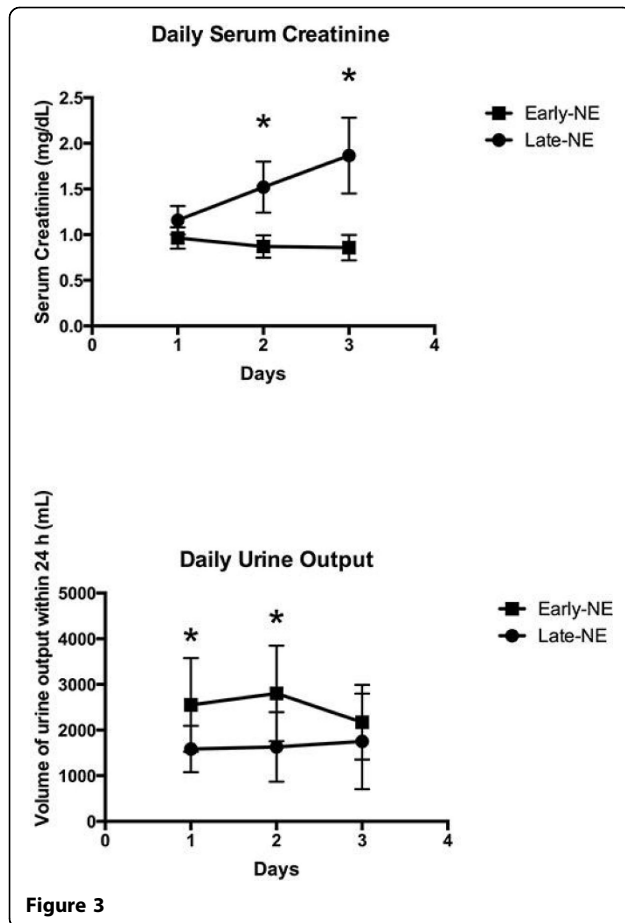 Daily Serum Creatinine
*
*
2.5
2.0
1.5
1.0
0.5
0.0
Serum Creatinine (mg/dL)
0 1 2 3 4
Days
Early-NE
Late-NE
Daily Urine Output
*
*
5000
4000
3000
2000
1000
0
Volume of urine output within 24 h (mL)
0 1 2 3 4
Days
Early-NE
Late-NE
Figure 3